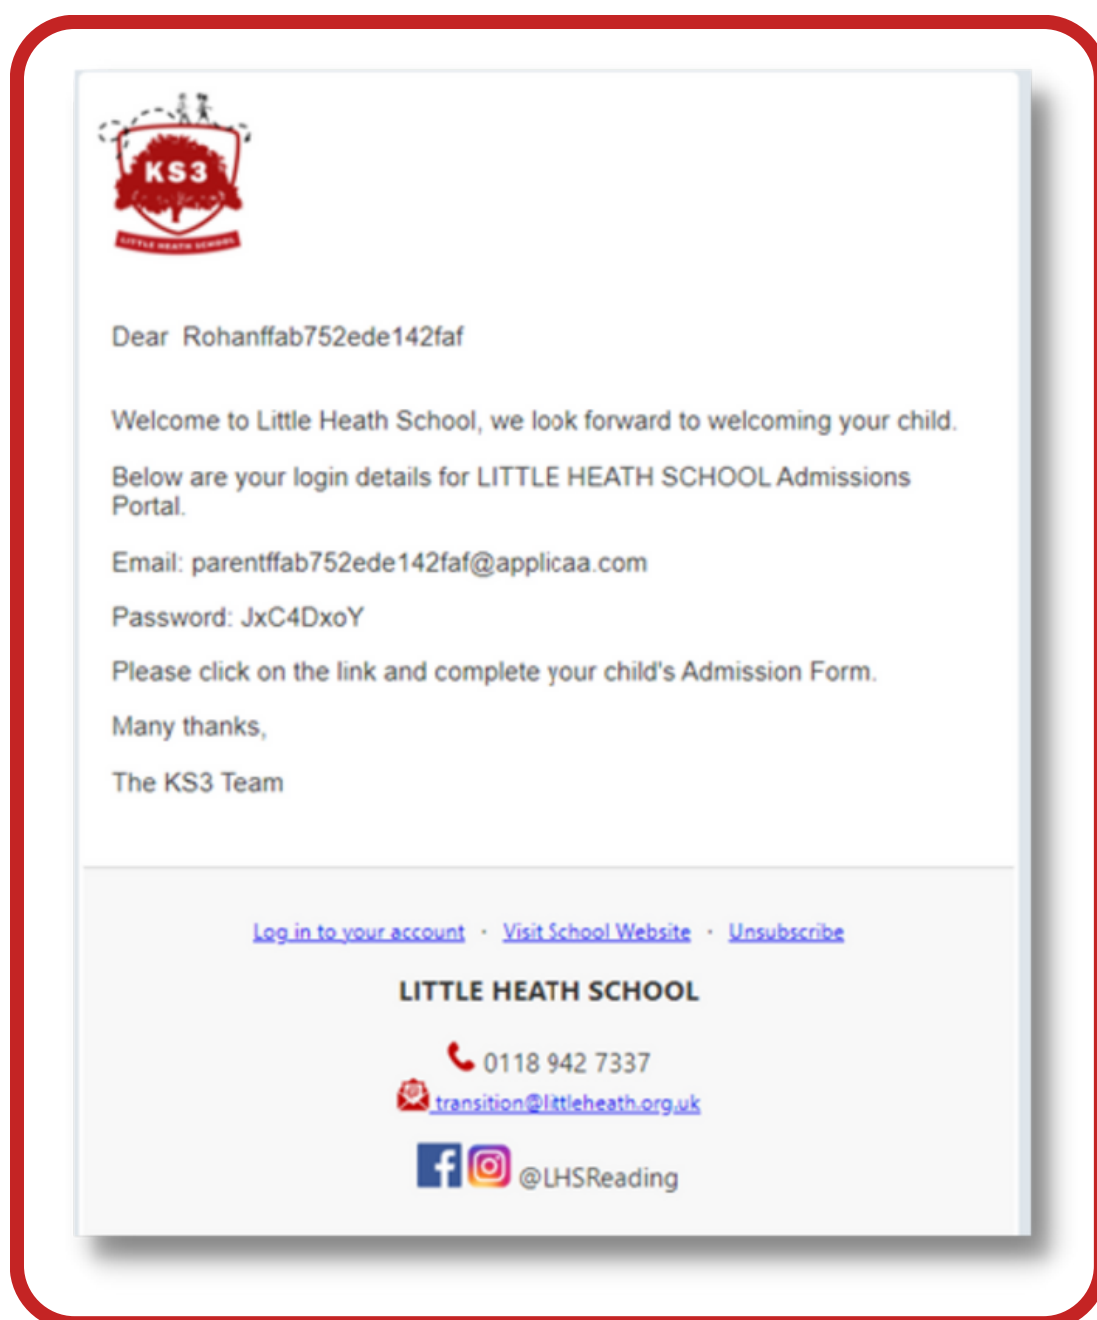 KS3
LITTLE HEATH SCHOOL
Dear Rohanffab752ede142faf
Welcome to Little Heath School, we look forward to welcoming your child.
Below are your login details for LITTLE HEATH SCHOOL Admissions
Portal.
Email: parentffab752ede142faf@applicaa.com
Password: JxC4DxoY
Please click on the link and complete your child's Admission Form.
Many thanks,
The KS3 Team
Log in to your account · Visit School Website · Unsubscribe
LITTLE HEATH SCHOOL
0118 942 7337
transition@littleheath.org.uk
@LHSReading